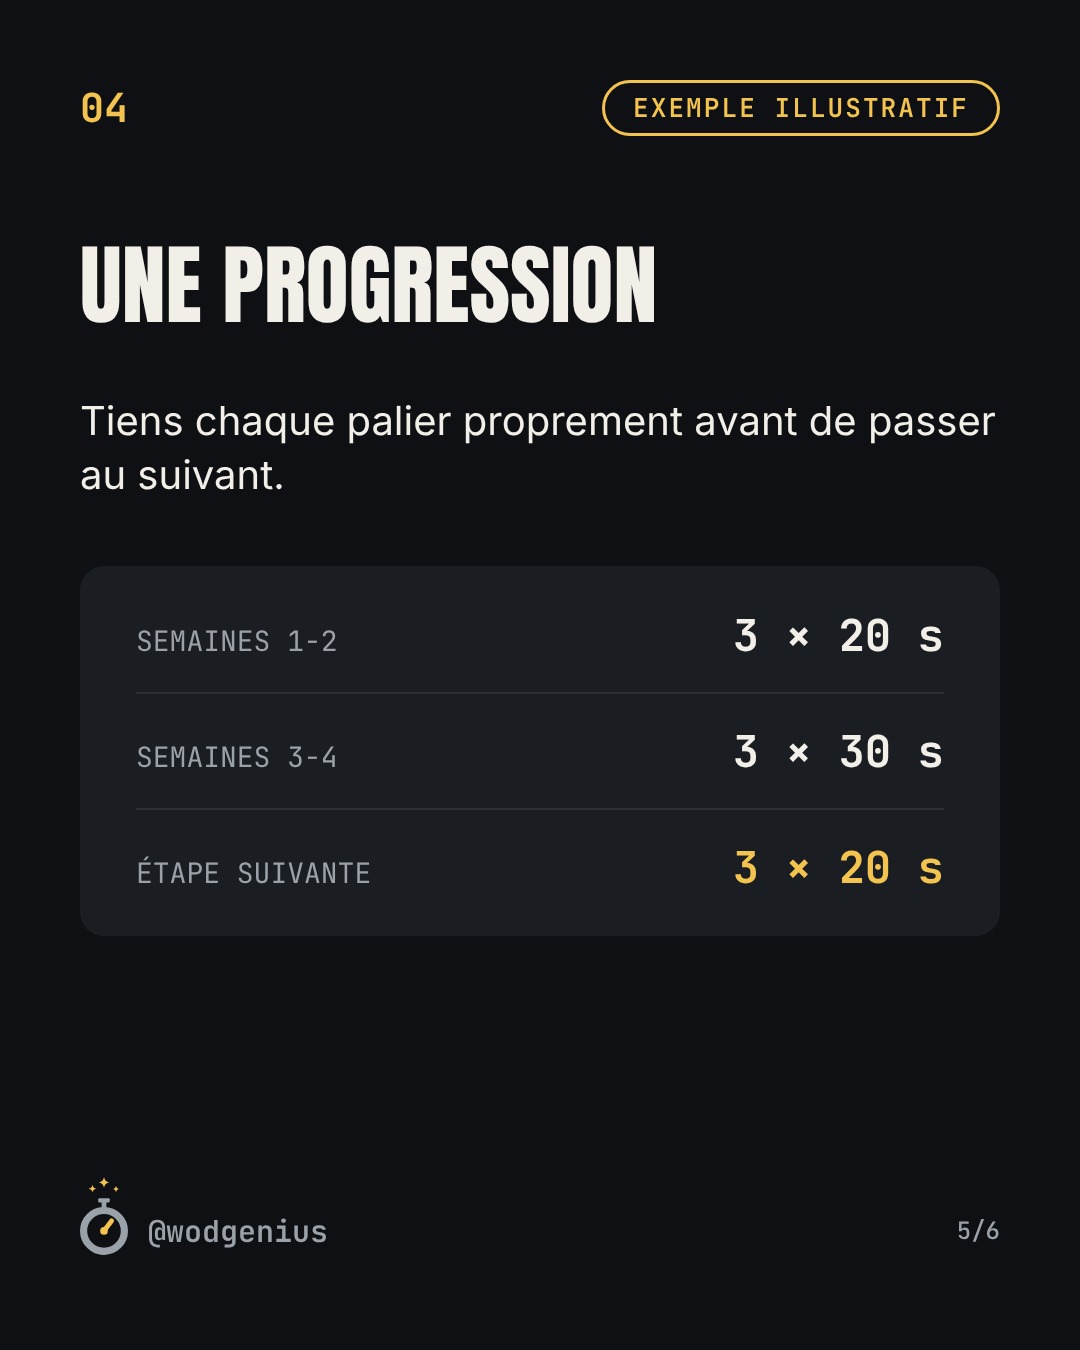 04
EXEMPLE ILLUSTRATIF
UNE PROGRESSION
Tiens chaque palier proprement avant de passer
au suivant.
SEMAINES 1-2 3 × 20 s
SEMAINES 3-4 3 × 30 s
ÉTAPE SUIVANTE 3 × 20 s
@wodgenius
5/6